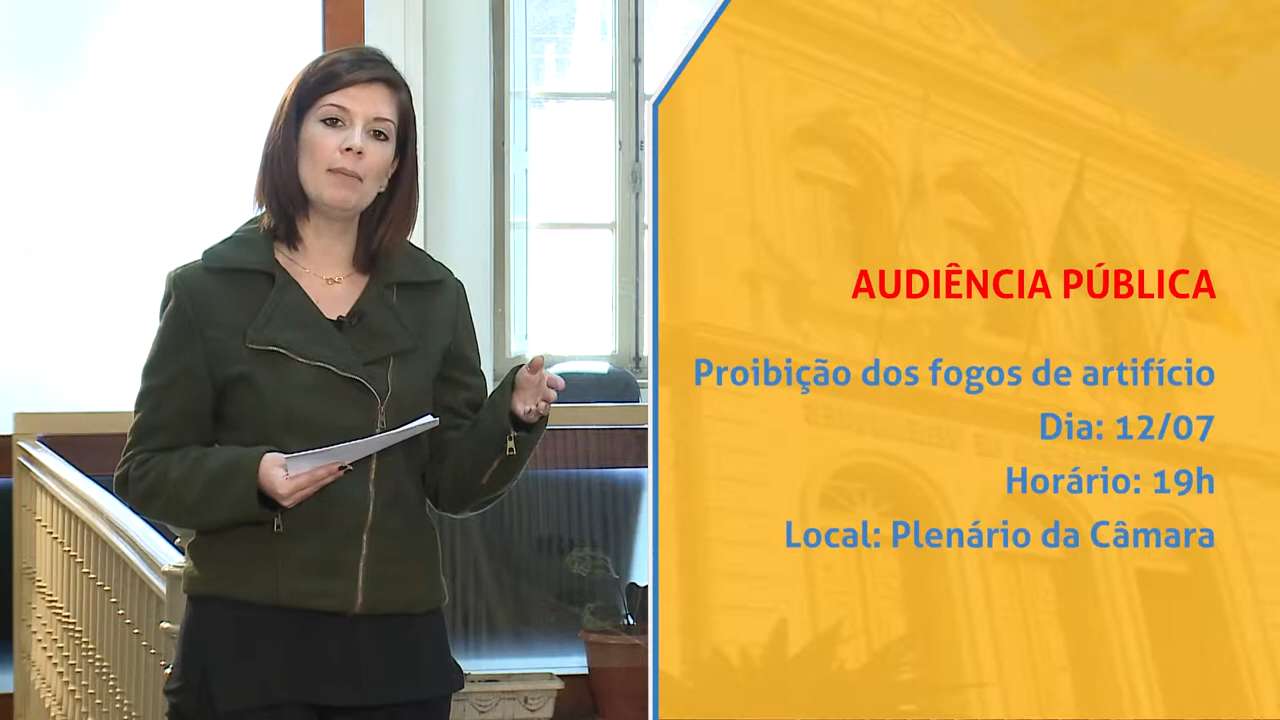 AUDIÊNCIA PÚBLICA
Proibição dos fogos de artifício
Dia: 12/07
Horário: 19h
Local: Plenário da Câmara